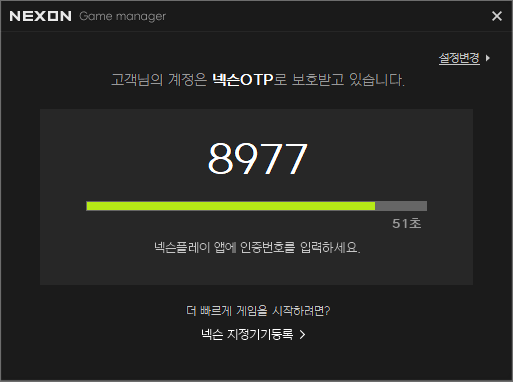 NEXON Game manager
설정변경
고객님의 계정은 넥슨OTP로 보호받고 있습니다.
8977
51초
넥슨플레이 앱에 인증번호를 입력하세요.
더 빠르게 게임을 시작하려면?
넥슨 지정기기등록 >